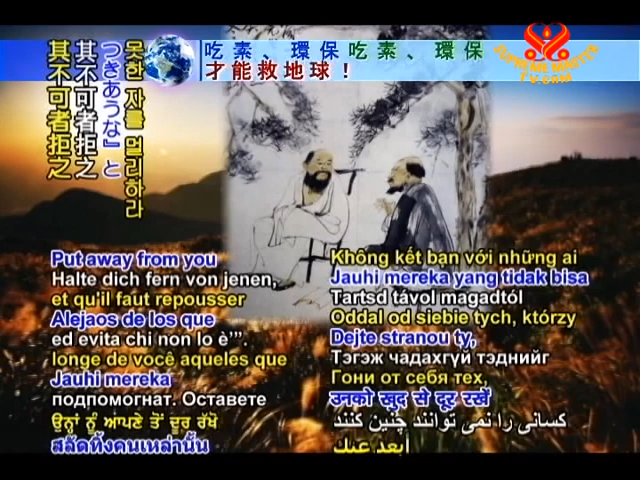 吃素、環保吃素、環保
才能救地球！
SUPREME MASTER
TV.COM
못한 자를 멀리하라
つきあうな』と
其不可者拒之
其不可者拒之
Put away from you
Halte dich fern von jenen,
et qu'il faut repousser
Alejaos de los que
ed evita chi non lo è'”.
longe de você aqueles que
Jauhi mereka
подпомогнат. Оставете
ਉਨ੍ਹਾਂ ਨੂੰ ਆਪਣੇ ਤੋਂ ਦੂਰ ਰੱਖੋ
สลัดทิ้งคนเหล่านั้น
Không kết bạn với những ai
Jauhi mereka yang tidak bisa
Tartsd távol magadtól
Oddal od siebie tych, którzy
Dejte stranou ty,
Тэгэж чадахгүй тэднийг
Гони от себя тех,
उनको खुद से दूर रखें
کسانی را نمی توانند چنین کنند
أبعد عنك